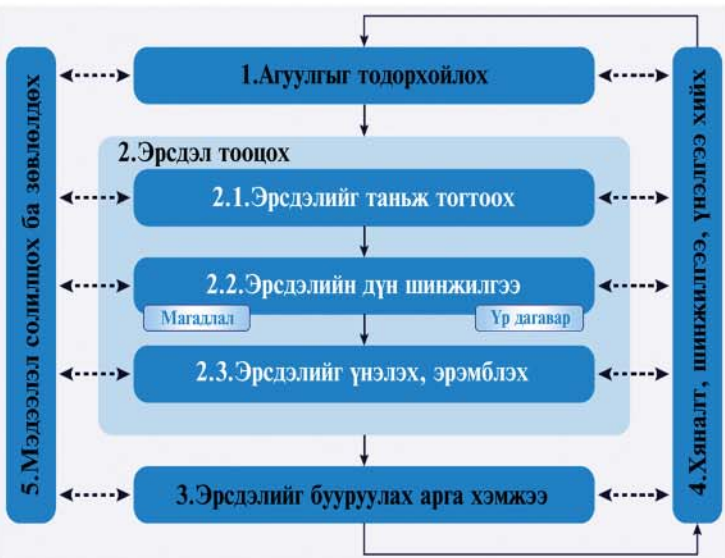 1.Агуулгыг тодорхойлох
2.Эрсдэл тооцох
2.1.Эрсдэлийг таньж тогтоох
2.2.Эрсдэлийн дүн шинжилгээ
Магадлал
Үр дагавар
2.3.Эрсдэлийг үнэлэх, эрэмблэх
3.Эрсдэлийг бууруулах арга хэмжээ
4.Хяналт, шинжилгээ, Үнэлгээ хийх
5.Мэдээлэл солилцох ба зөвлөлдөх